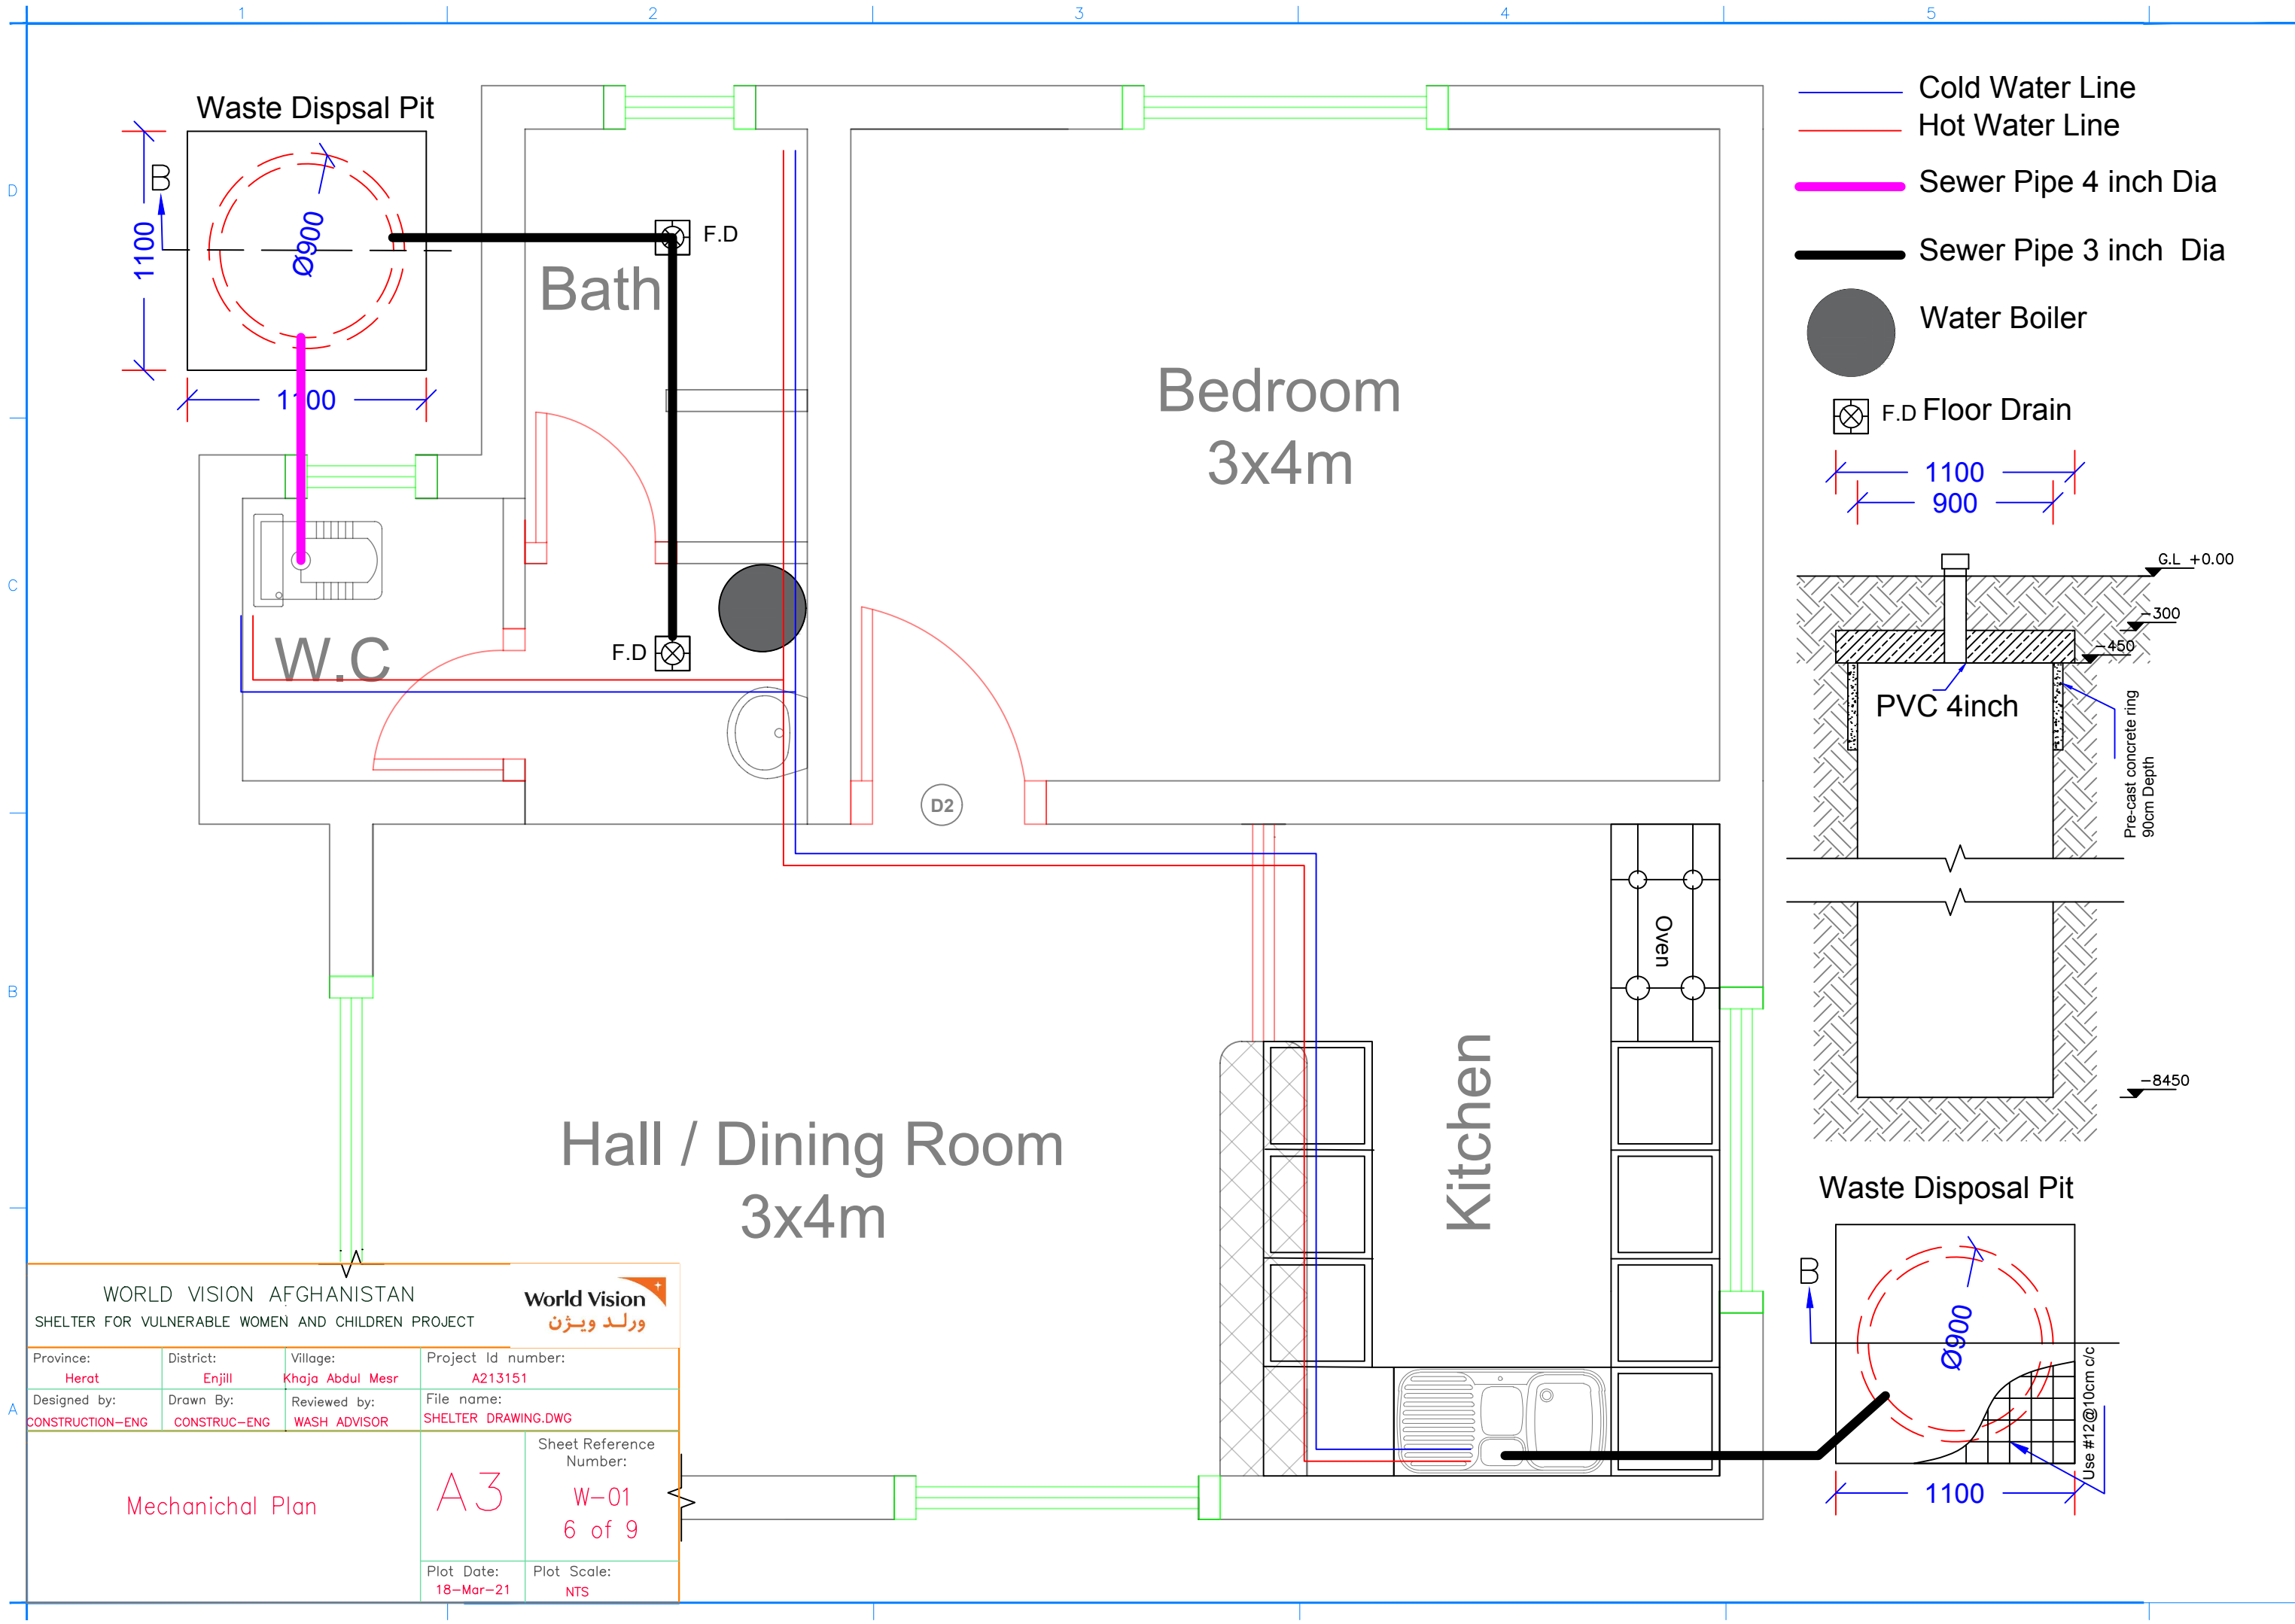 1
2
3
4
5
D
C
B
A
Waste Dispsal Pit
B
1100
Ø900
1100
F.D
Bath
Bedroom
3x4m
W.C
F.D
D2
Oven
Kitchen
Hall / Dining Room
3x4m
Cold Water Line
Hot Water Line
Sewer Pipe 4 inch Dia
Sewer Pipe 3 inch Dia
Water Boiler
F.D Floor Drain
1100
900
G.L +0.00
-300
-450
PVC 4inch
Pre-cast concrete ring
90cm Depth
-8450
Waste Disposal Pit
B
Ø900
Use #12@10cm c/c
1100
WORLD VISION AFGHANISTAN
SHELTER FOR VULNERABLE WOMEN AND CHILDREN PROJECT
World Vision
ورلد ویژن
Province:
Herat
District:
Enjill
Village:
Khaja Abdul Mesr
Project Id number:
A213151
Designed by:
CONSTRUCTION-ENG
Drawn By:
CONSTRUC-ENG
Reviewed by:
WASH ADVISOR
File name:
SHELTER DRAWING.DWG
Mechanichal Plan
A3
Sheet Reference
Number:
W-01
6 of 9
Plot Date:
18-Mar-21
Plot Scale:
NTS